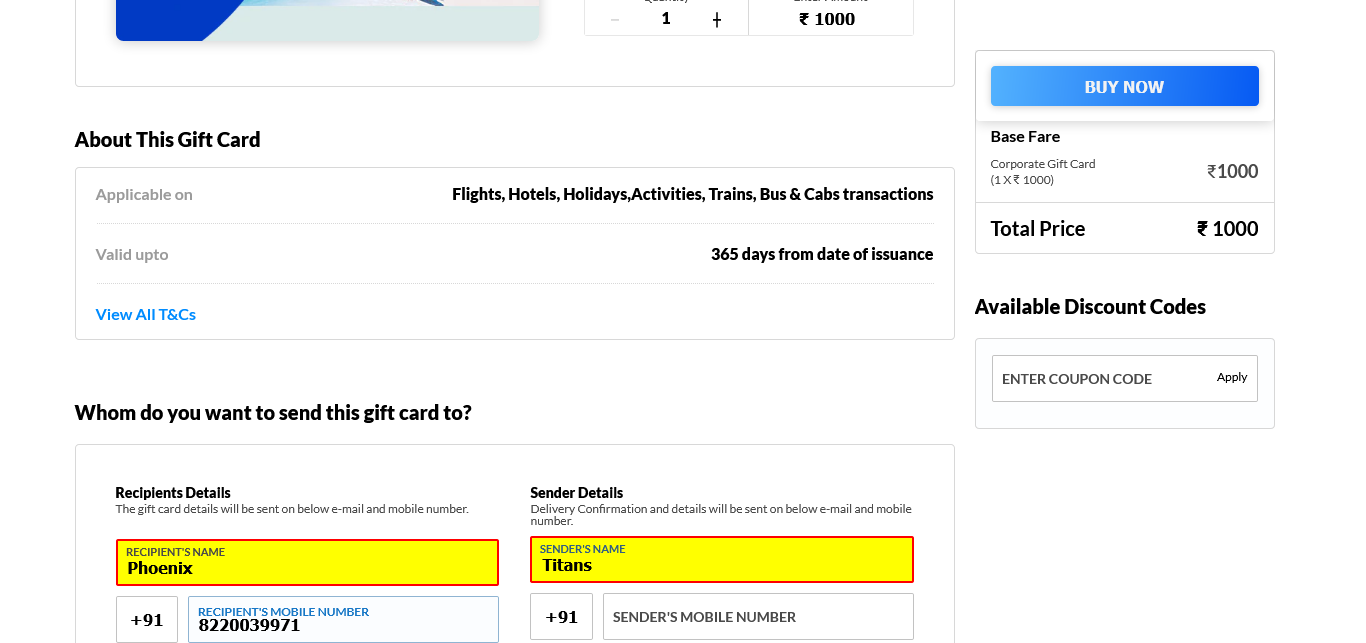 1
₹ 1000
BUY NOW
Base Fare
Corporate Gift Card
(1 X ₹ 1000)
₹1000
Total Price
₹ 1000
About This Gift Card
Applicable on
Flights, Hotels, Holidays,Activities, Trains, Bus & Cabs transactions
Valid upto
365 days from date of issuance
View All T&Cs
Available Discount Codes
ENTER COUPON CODE
Apply
Whom do you want to send this gift card to?
Recipients Details
The gift card details will be sent on below e-mail and mobile number.
RECIPIENT'S NAME
Phoenix
+91
RECIPIENT'S MOBILE NUMBER
8220039971
Sender Details
Delivery Confirmation and details will be sent on below e-mail and mobile
number.
SENDER'S NAME
Titans
+91
SENDER'S MOBILE NUMBER